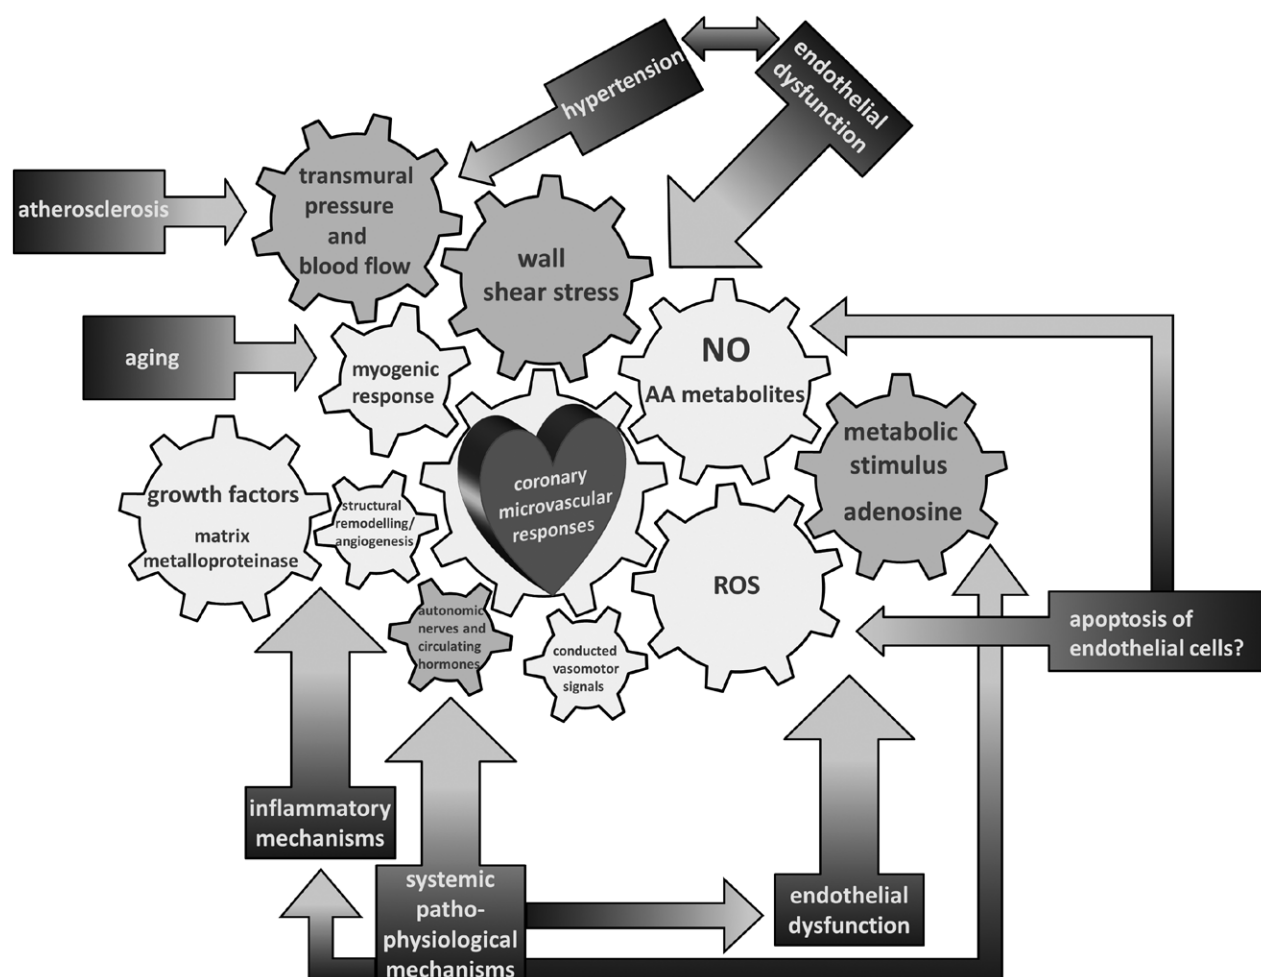 hypertension
endothelial
dysfunction
atherosclerosis
transmural
pressure
and
blood flow
wall
shear stress
aging
myogenic
response
NO
AA metabolites
metabolic
stimulus
adenosine
growth factors
matrix
metalloproteinase
structural
remodelling/
angiogenesis
coronary
microvascular
responses
ROS
autonomic
nerves and
circulating
hormones
conducted
vasomotor
signals
apoptosis of
endothelial cells?
inflammatory
mechanisms
systemic
patho-
physiological
mechanisms
endothelial
dysfunction